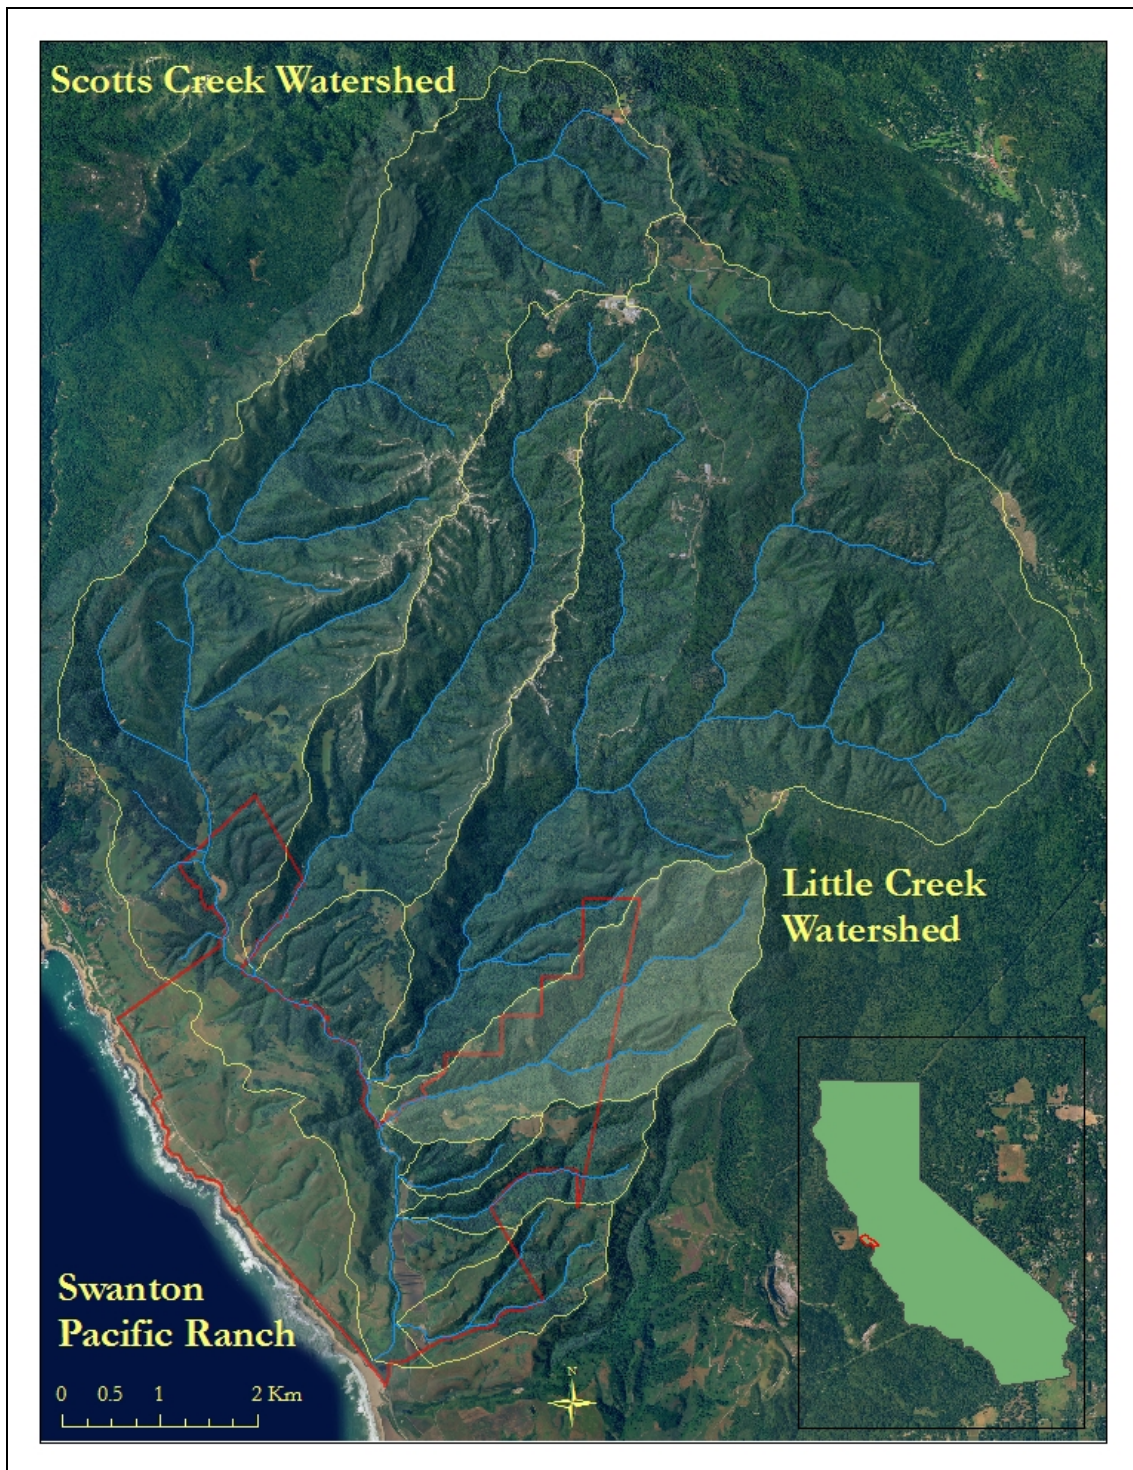 Scotts Creek Watershed
Little Creek
Watershed
Swanton
Pacific Ranch
0 0.5 1 2 Km
N